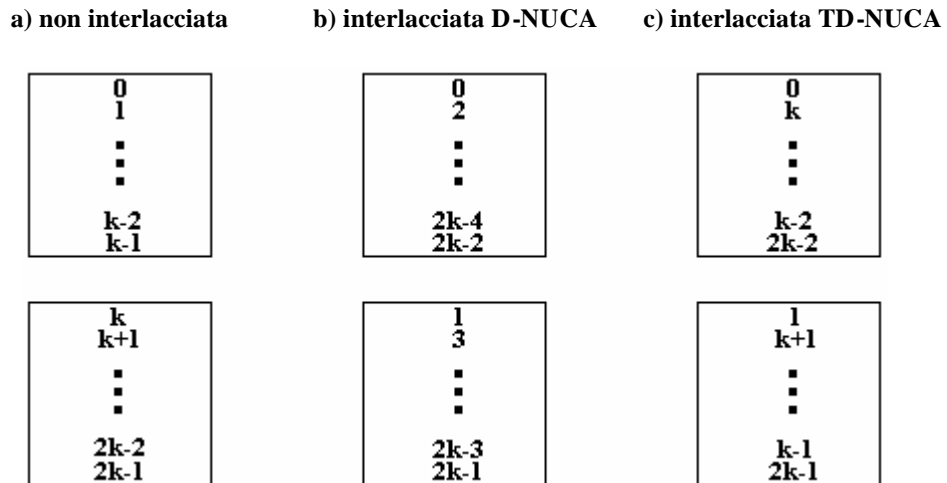 a) non interlacciata
b) interlacciata D-NUCA
c) interlacciata TD-NUCA
0
1
k-2
k-1
k
k+1
2k-2
2k-1
0
2
2k-4
2k-2
1
3
2k-3
2k-1
0
k
k-2
2k-2
1
k+1
k-1
2k-1